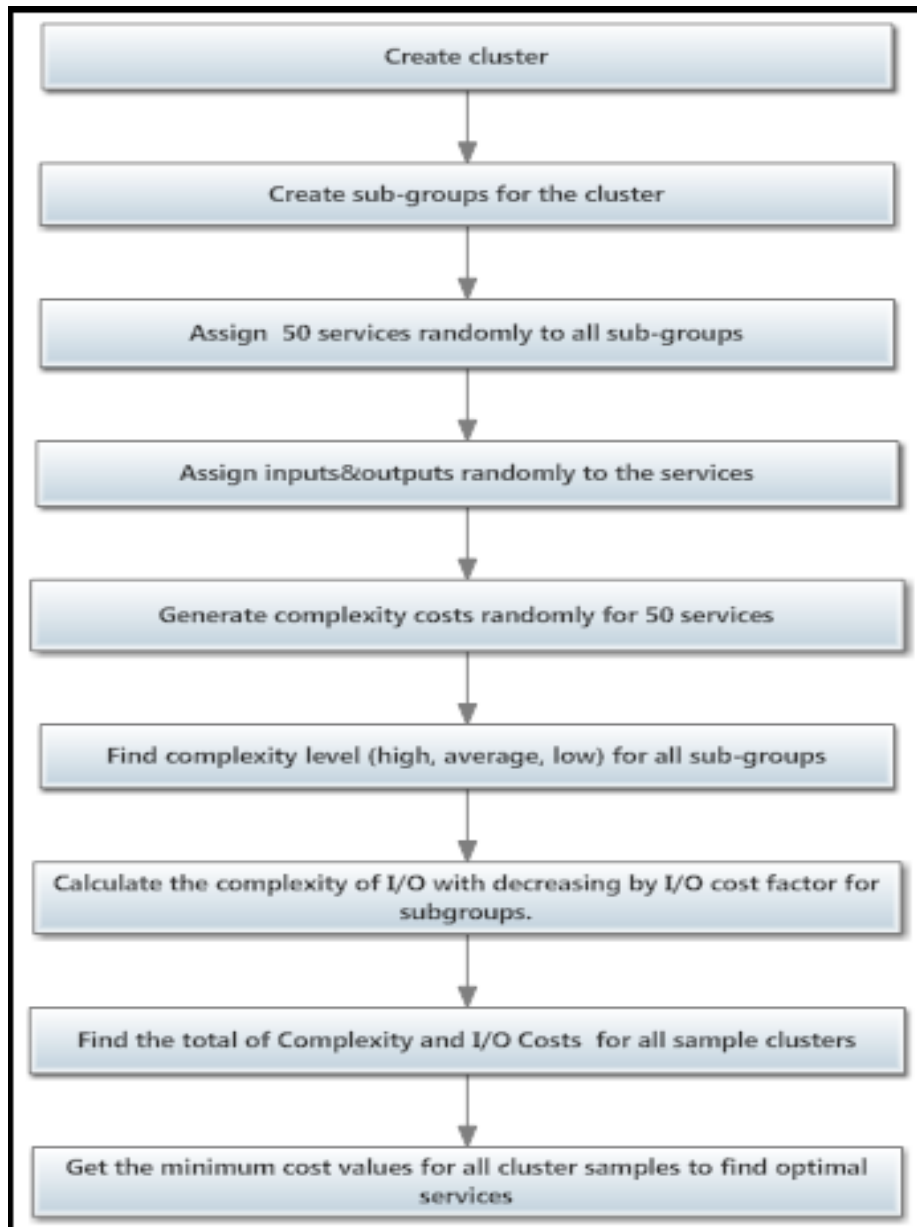 Create cluster
Create sub-groups for the cluster
Assign  50 services randomly to all sub-groups
Assign inputs&outputs randomly to the services
Generate complexity costs randomly for 50 services
Find complexity level (high, average, low) for all sub-groups
Calculate the complexity of I/O with decreasing by I/O cost factor for
subgroups.
Find the total of Complexity and I/O Costs  for all sample clusters
Get the minimum cost values for all cluster samples to find optimal
services